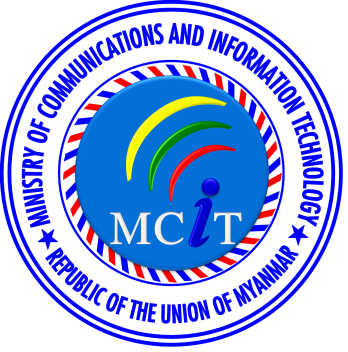 MINISTRY OF COMMUNICATIONS AND INFORMATION TECHNOLOGY
MCiT
REPUBLIC OF THE UNION OF MYANMAR